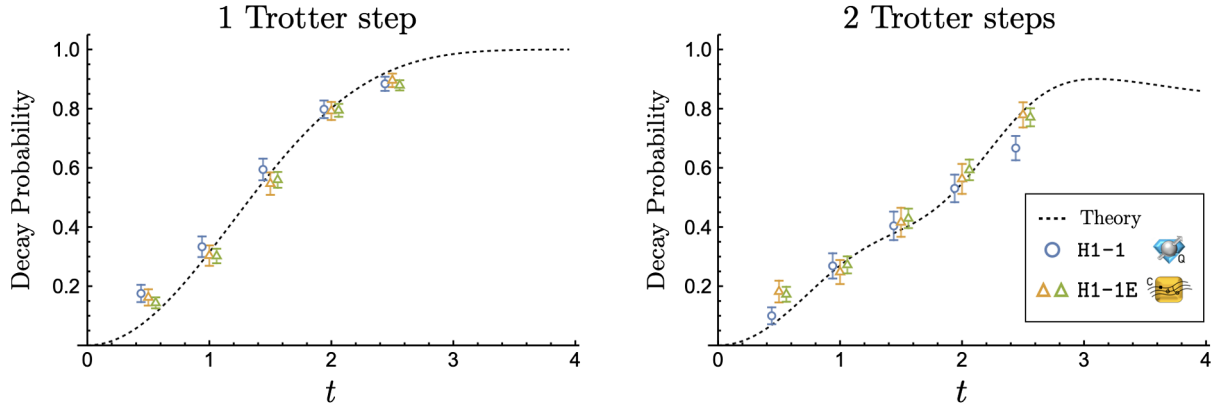 1 Trotter step
Decay Probability
1.0
0.8
0.6
0.4
0.2
0 1 2 3 4
t
2 Trotter steps
Decay Probability
1.0
0.8
0.6
0.4
0.2
0 1 2 3 4
t
Theory
H1-1 Q
H1-1E C